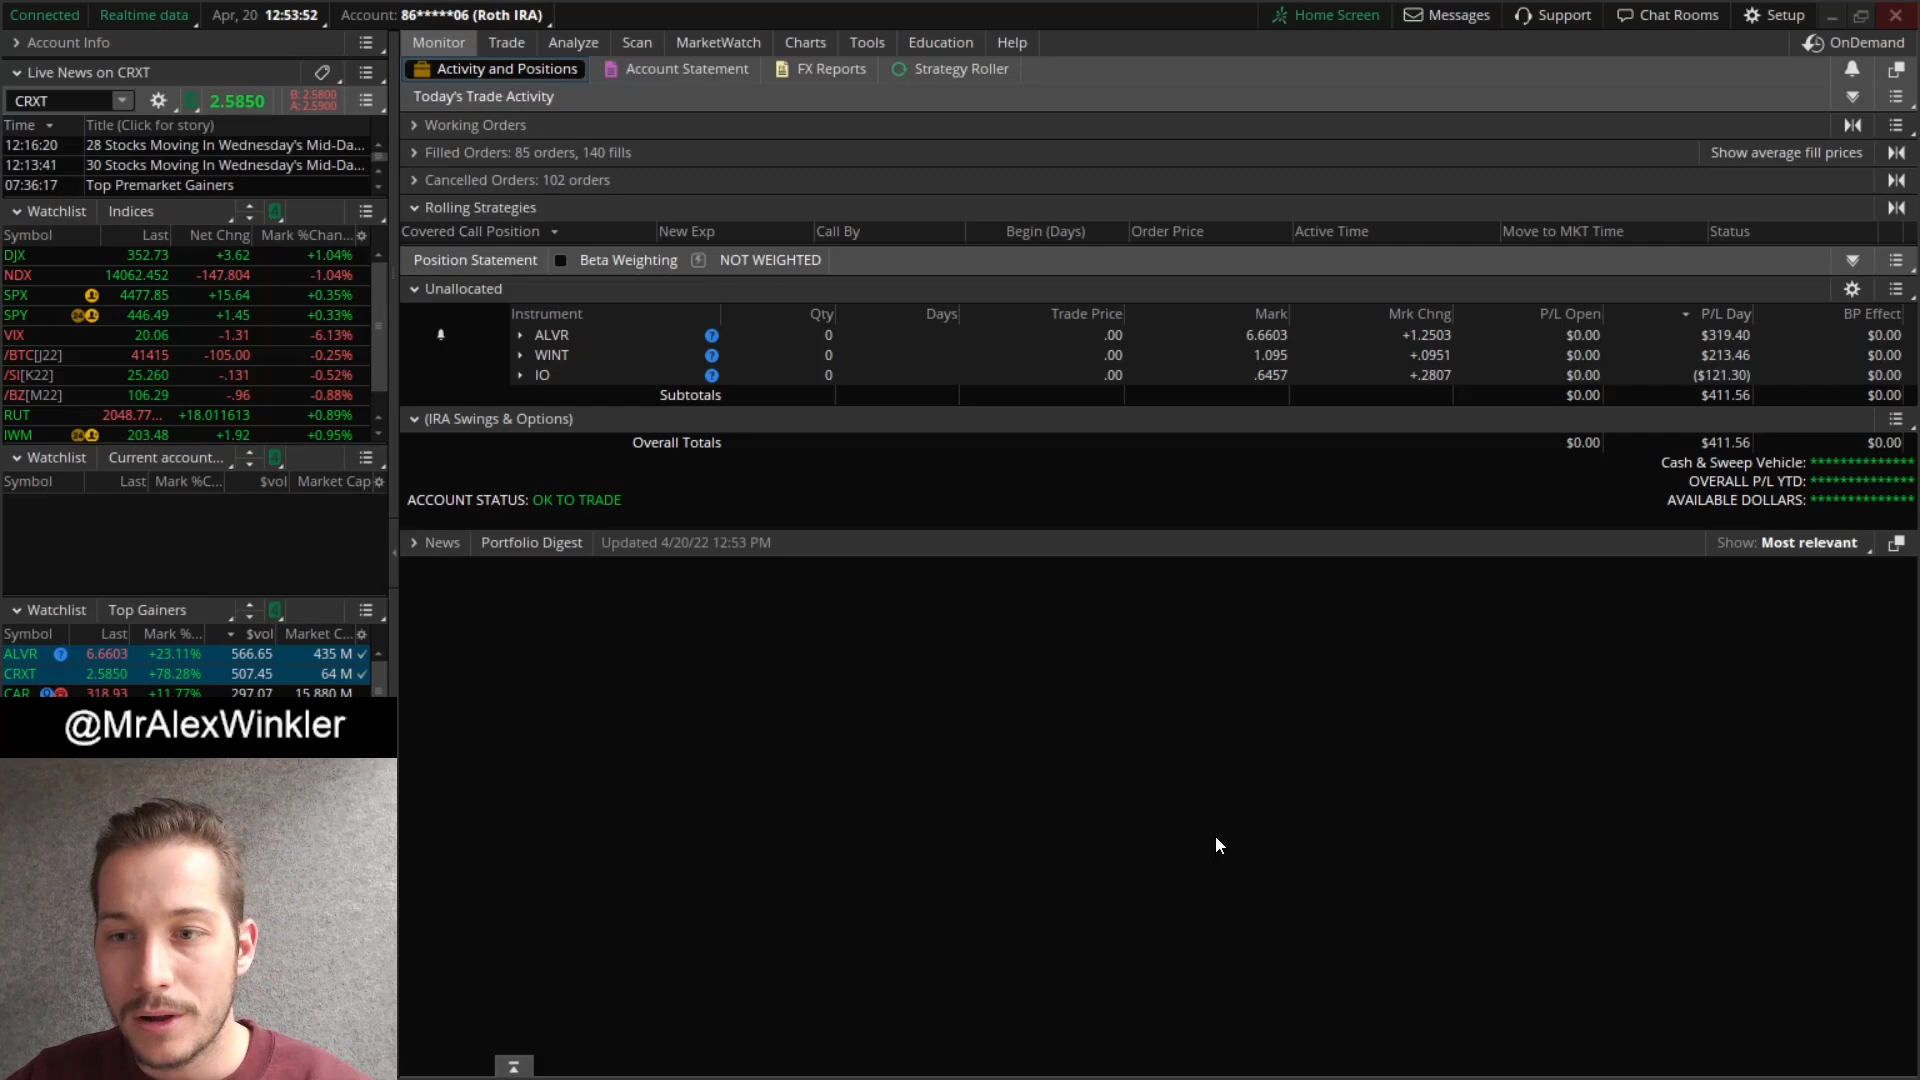 Connected Realtime data Apr, 20 12:53:52 Account: 86*****06 (Roth IRA) Home Screen Messages Support Chat Rooms Setup
Account Info
Monitor Trade Analyze Scan MarketWatch Charts Tools Education Help OnDemand
Live News on CRXT
Activity and Positions Account Statement FX Reports Strategy Roller
CRXT 2.5850 B: 2.5800 A: 2.5900
Time Title (Click for story)
12:16:20 28 Stocks Moving In Wednesday's Mid-Da...
12:13:41 30 Stocks Moving In Wednesday's Mid-Da...
07:36:17 Top Premarket Gainers
Watchlist Indices
Symbol Last Net Chng Mark %Chan...
DJX 352.73 +3.62 +1.04%
NDX 14062.452 -147.804 -1.04%
SPX 4477.85 +15.64 +0.35%
SPY 446.49 +1.45 +0.33%
VIX 20.06 -1.31 -6.13%
/BTC[J22] 41415 -105.00 -0.25%
/SI[K22] 25.260 -.131 -0.52%
/BZ[M22] 106.29 -.96 -0.88%
RUT 2048.77... +18.011613 +0.89%
IWM 203.48 +1.92 +0.95%
Watchlist Current account...
Symbol Last Mark %C... $vol Market Cap
Watchlist Top Gainers
Symbol Last Mark %... $vol Market C...
ALVR 6.6603 +23.11% 566.65 435 M
CRXT 2.5850 +78.28% 507.45 64 M
CAR 318.93 +11.77% 297.07 15,880 M
@MrAlexWinkler
Today's Trade Activity
Working Orders
Filled Orders: 85 orders, 140 fills Show average fill prices
Cancelled Orders: 102 orders
Rolling Strategies
Covered Call Position New Exp Call By Begin (Days) Order Price Active Time Move to MKT Time Status
Position Statement Beta Weighting NOT WEIGHTED
Unallocated
Instrument Qty Days Trade Price Mark Mrk Chng P/L Open P/L Day BP Effect
ALVR 0 .00 6.6603 +1.2503 $0.00 $319.40 $0.00
WINT 0 .00 1.095 +.0951 $0.00 $213.46 $0.00
IO 0 .00 .6457 +.2807 $0.00 ($121.30) $0.00
Subtotals $0.00 $411.56 $0.00
(IRA Swings & Options)
Overall Totals $0.00 $411.56 $0.00
Cash & Sweep Vehicle: **************
OVERALL P/L YTD: **************
ACCOUNT STATUS: OK TO TRADE AVAILABLE DOLLARS: **************
News Portfolio Digest Updated 4/20/22 12:53 PM Show: Most relevant